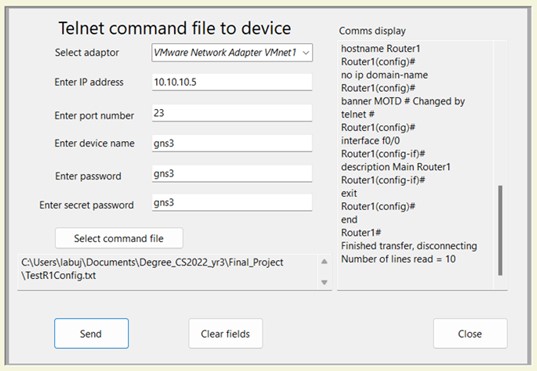 Telnet command file to device
Select adaptor
VMware Network Adapter VMnet1
Enter IP address
10.10.10.5
Enter port number
23
Enter device name
gns3
Enter password
gns3
Enter secret password
gns3
Select command file
C:\Users\labuj\Documents\Degree_CS2022_yr3\Final_Project
\TestR1Config.txt
Send
Clear fields
Comms display
hostname Router1
Router1(config)#
no ip domain-name
Router1(config)#
banner MOTD # Changed by
telnet #
Router1(config)#
interface f0/0
Router1(config-if)#
description Main Router1
Router1(config-if)#
exit
Router1(config)#
end
Router1#
Finished transfer, disconnecting
Number of lines read = 10
Close